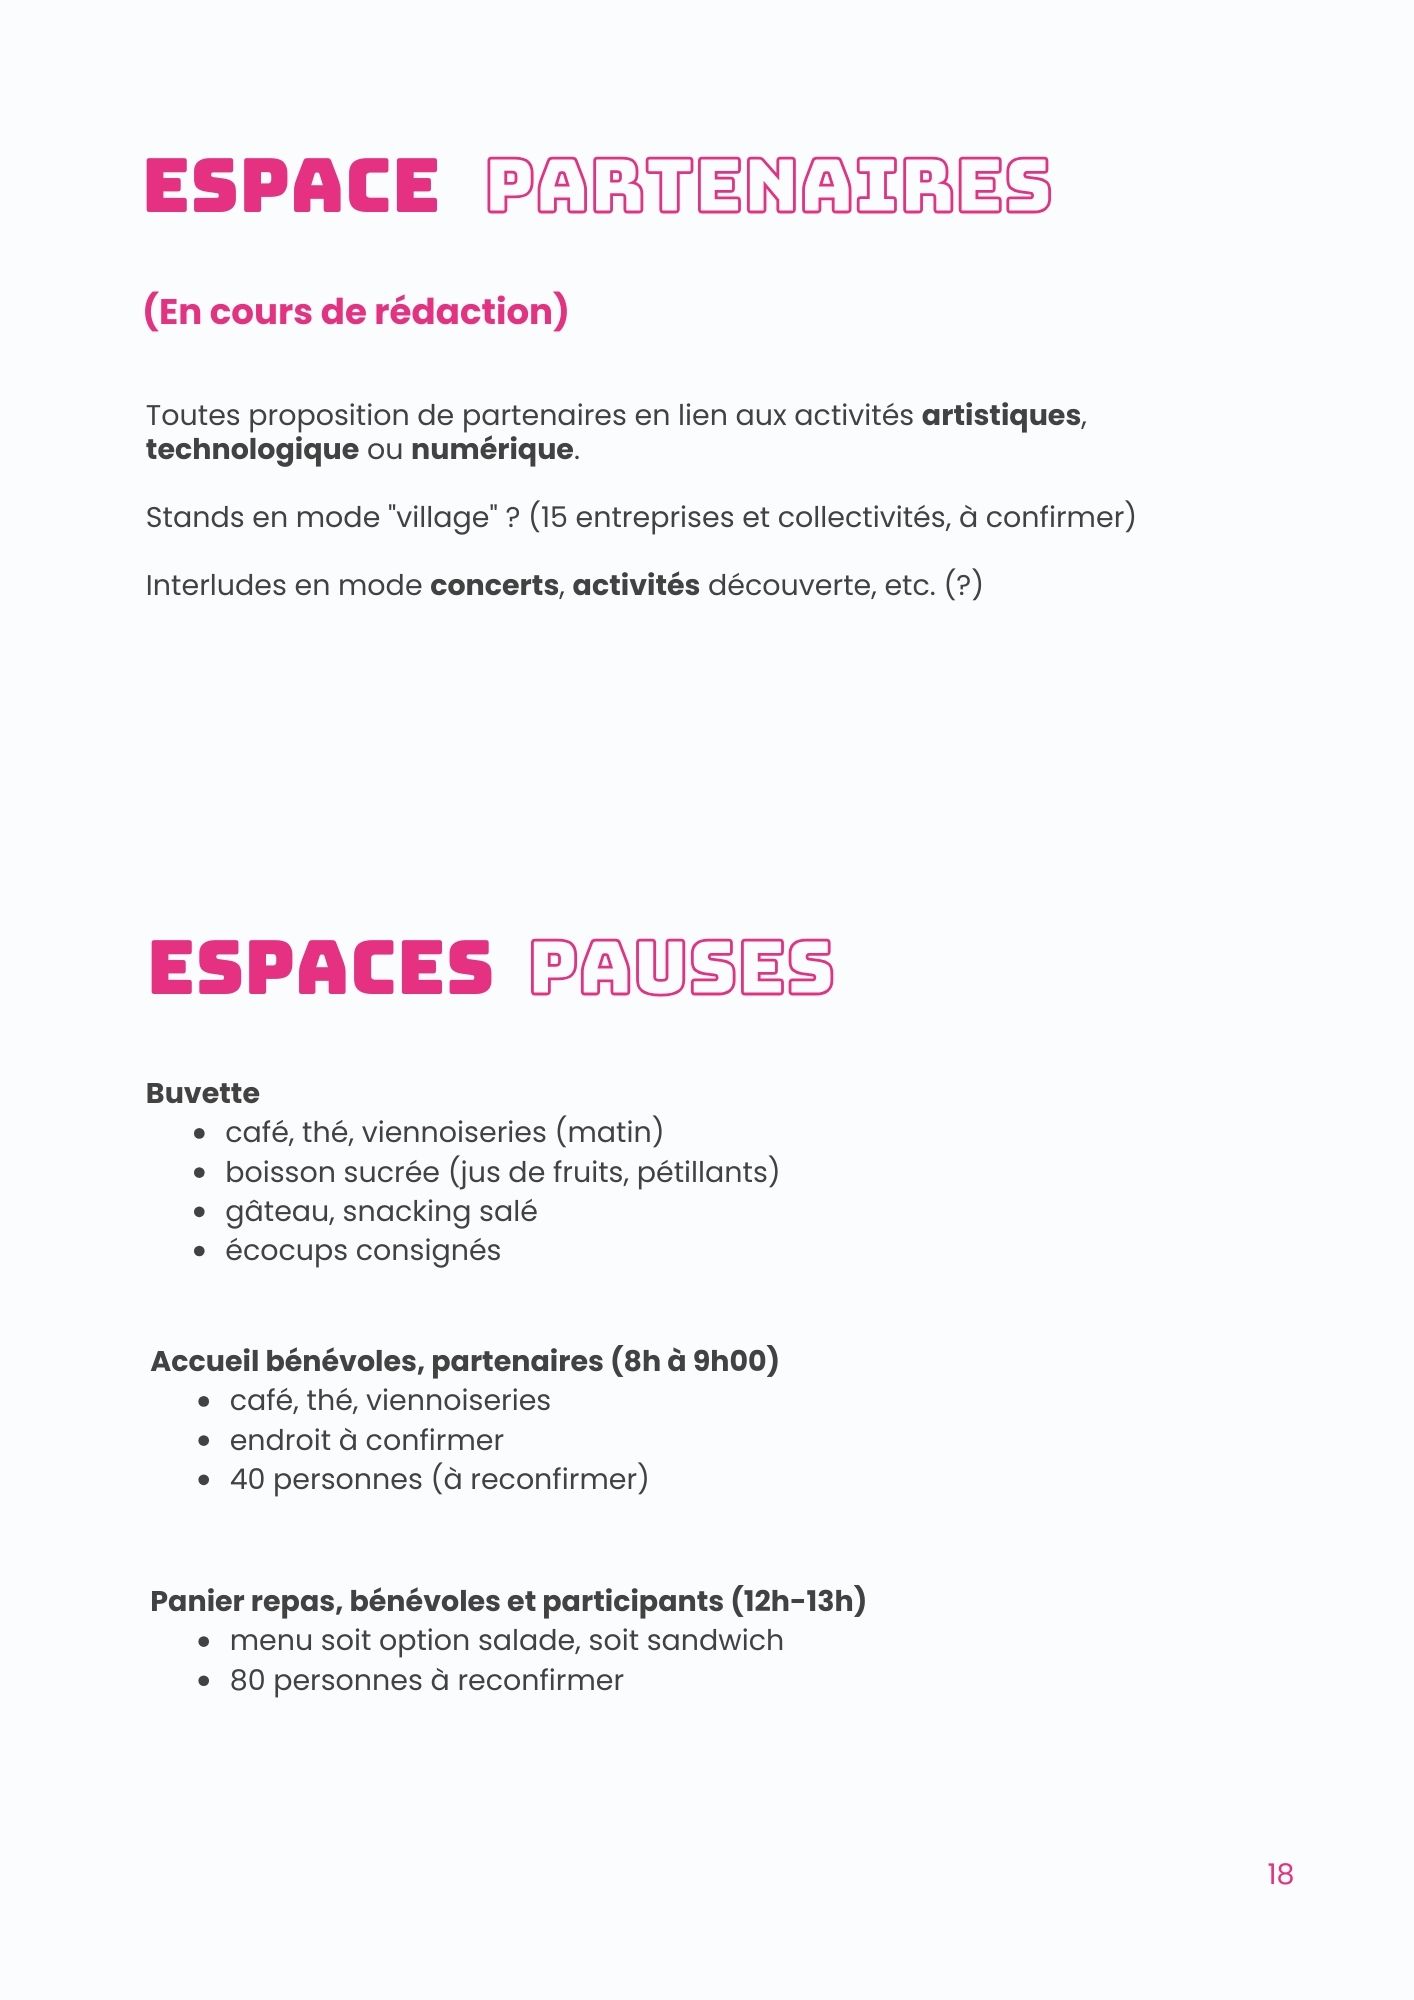 ESPACE PARTENAIRES
(En cours de rédaction)
Toutes proposition de partenaires en lien aux activités artistiques,
technologique ou numérique.
Stands en mode "village" ? (15 entreprises et collectivités, à confirmer)
Interludes en mode concerts, activités découverte, etc. (?)
ESPACES PAUSES
Buvette
• café, thé, viennoiseries (matin)
• boisson sucrée (jus de fruits, pétillants)
• gâteau, snacking salé
• écocups consignés
Accueil bénévoles, partenaires (8h à 9h00)
• café, thé, viennoiseries
• endroit à confirmer
• 40 personnes (à reconfirmer)
Panier repas, bénévoles et participants (12h-13h)
• menu soit option salade, soit sandwich
• 80 personnes à reconfirmer
18